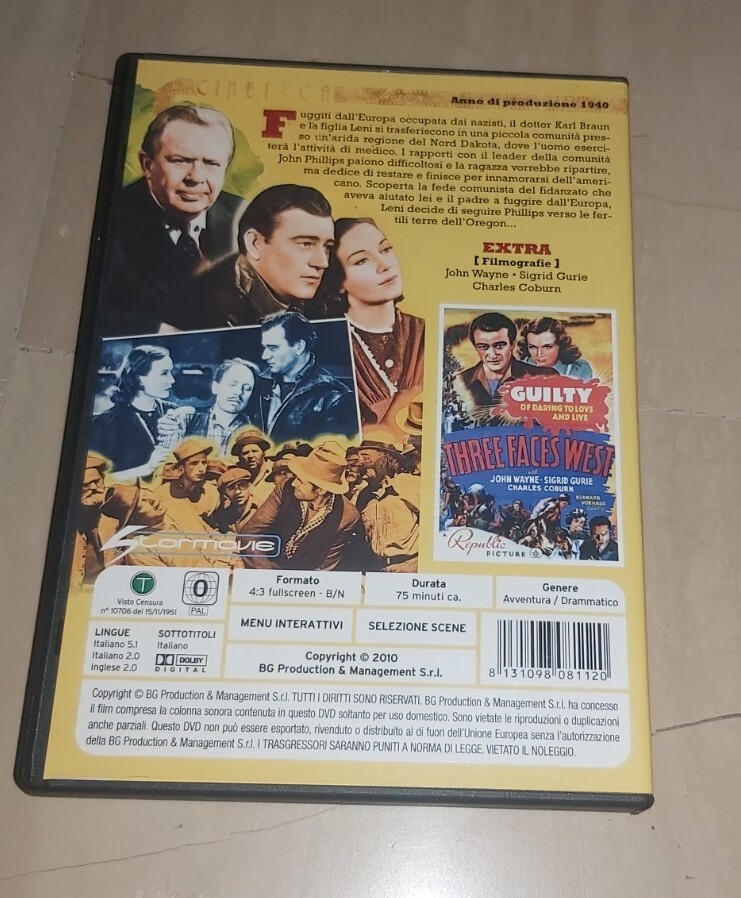 CINETECA
Anno di produzione 1940
Fuggiti dall'Europa occupata dai nazisti, il dottor Karl Braun
e la figlia Leni si trasferiscono in una piccola comunità pres-
so un'arida regione del Nord Dakota, dove l'uomo eserci-
terà l'attività di medico. I rapporti con il leader della comunità
John Phillips paiono difficoltosi e la ragazza vorrebbe ripartire,
ma dedice di restare e finisce per innamorarsi dell'ameri-
cano. Scoperta la fede comunista del fidanzato che
aveva aiutato lei e il padre a fuggire dall'Europa,
Leni decide di seguire Phillips verso le fer-
tili terre dell'Oregon...
EXTRA
[ Filmografie ]
John Wayne • Sigrid Gurie
Charles Coburn
GUILTY
OF DARING TO LOVE
AND LIVE
THREE FACES WEST
with
JOHN WAYNE · SIGRID GURIE
CHARLES COBURN
BERNARD
VORHAUS
A Republic
PICTURE
Stormovie
T
Visto Censura
n° 10706 del 15/11/1951
0
PAL
Formato
4:3 fullscreen - B/N
Durata
75 minuti ca.
Genere
Avventura / Drammatico
LINGUE
Italiano 5.1
Italiano 2.0
Inglese 2.0
SOTTOTITOLI
Italiano
DOLBY
DIGITAL
MENU INTERATTIVI
SELEZIONE SCENE
Copyright © 2010
BG Production & Management S.r.l.
8 131098 081120
Copyright © BG Production & Management S.r.l. TUTTI I DIRITTI SONO RISERVATI. BG Production & Management S.r.l. ha concesso
il film compresa la colonna sonora contenuta in questo DVD soltanto per uso domestico. Sono vietate le riproduzioni o duplicazioni
anche parziali. Questo DVD non può essere esportato, rivenduto o distribuito al di fuori dell'Unione Europea senza l'autorizzazione
della BG Production & Management S.r.l. I TRASGRESSORI SARANNO PUNITI A NORMA DI LEGGE. VIETATO IL NOLEGGIO.